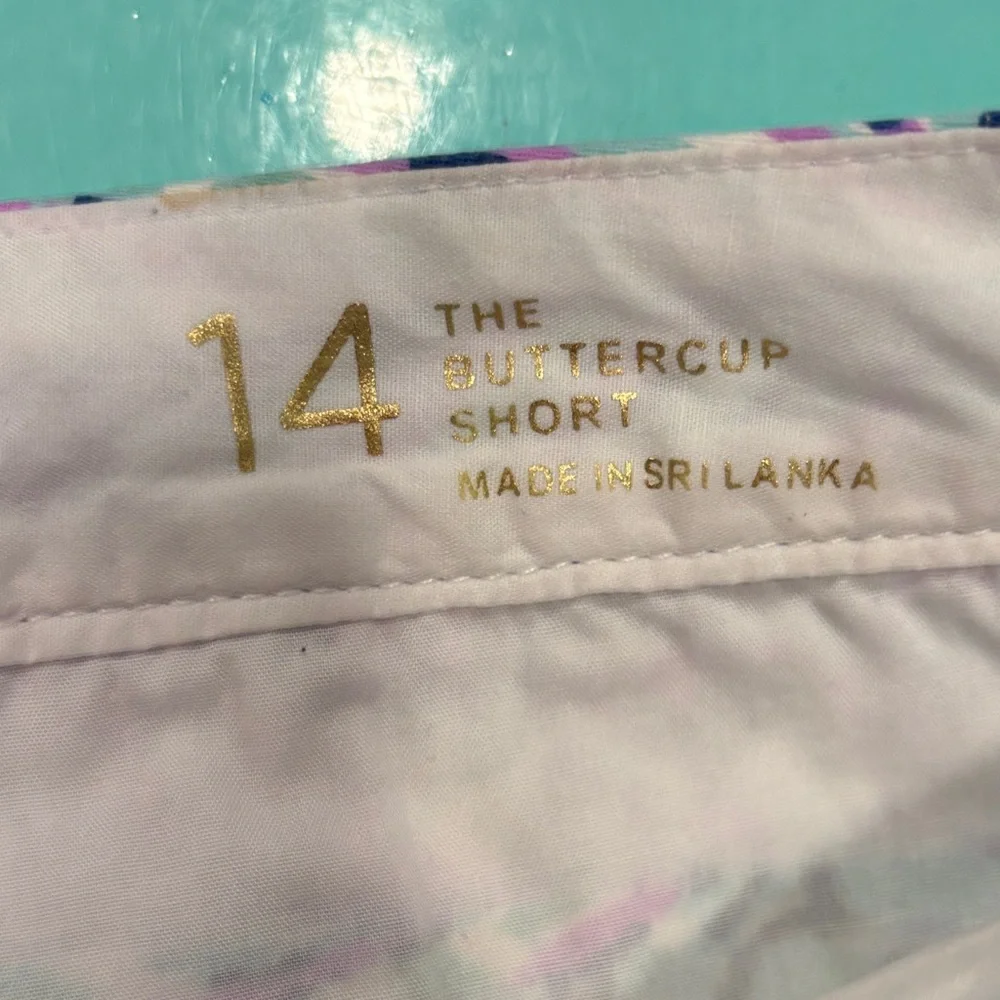 14
THE
BUTTERCUP
SHORT
MADE IN SRI LANKA